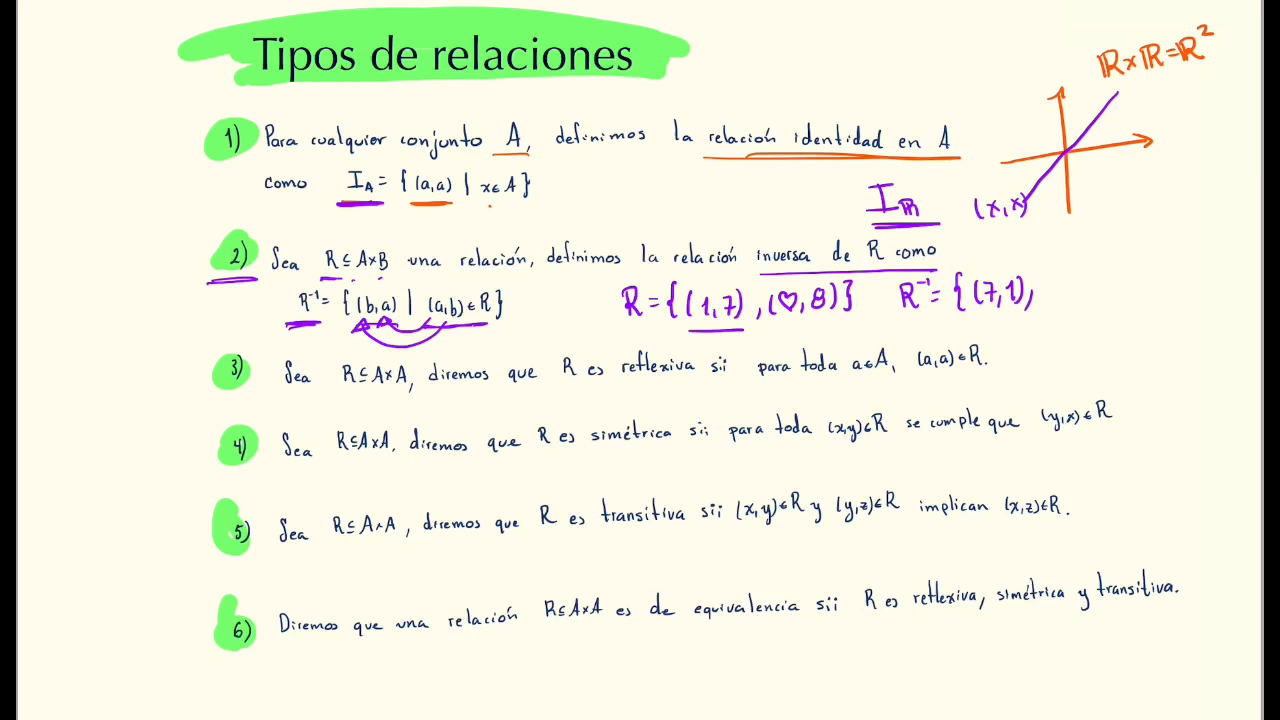 Tipos de relaciones
ℝ×ℝ=ℝ²
1) Para cualquier conjunto A, definimos la relación identidad en A
como I_A = { (a,a) | x∈A }
I_ℝ (x,x)
2) Sea R⊆A×B una relación, definimos la relación inversa de R como
R⁻¹= { (b,a) | (a,b)∈R } R={(1,7),(♡,8)} R⁻¹={(7,1),
3) Sea R⊆A×A, diremos que R es reflexiva sii para toda a∈A, (a,a)∈R.
4) Sea R⊆A×A, diremos que R es simétrica sii para toda (x,y)∈R se cumple que (y,x)∈R
5) Sea R⊆A×A, diremos que R es transitiva sii (x,y)∈R y (y,z)∈R implican (x,z)∈R.
6) Diremos que una relación R⊆A×A es de equivalencia sii R es reflexiva, simétrica y transitiva.